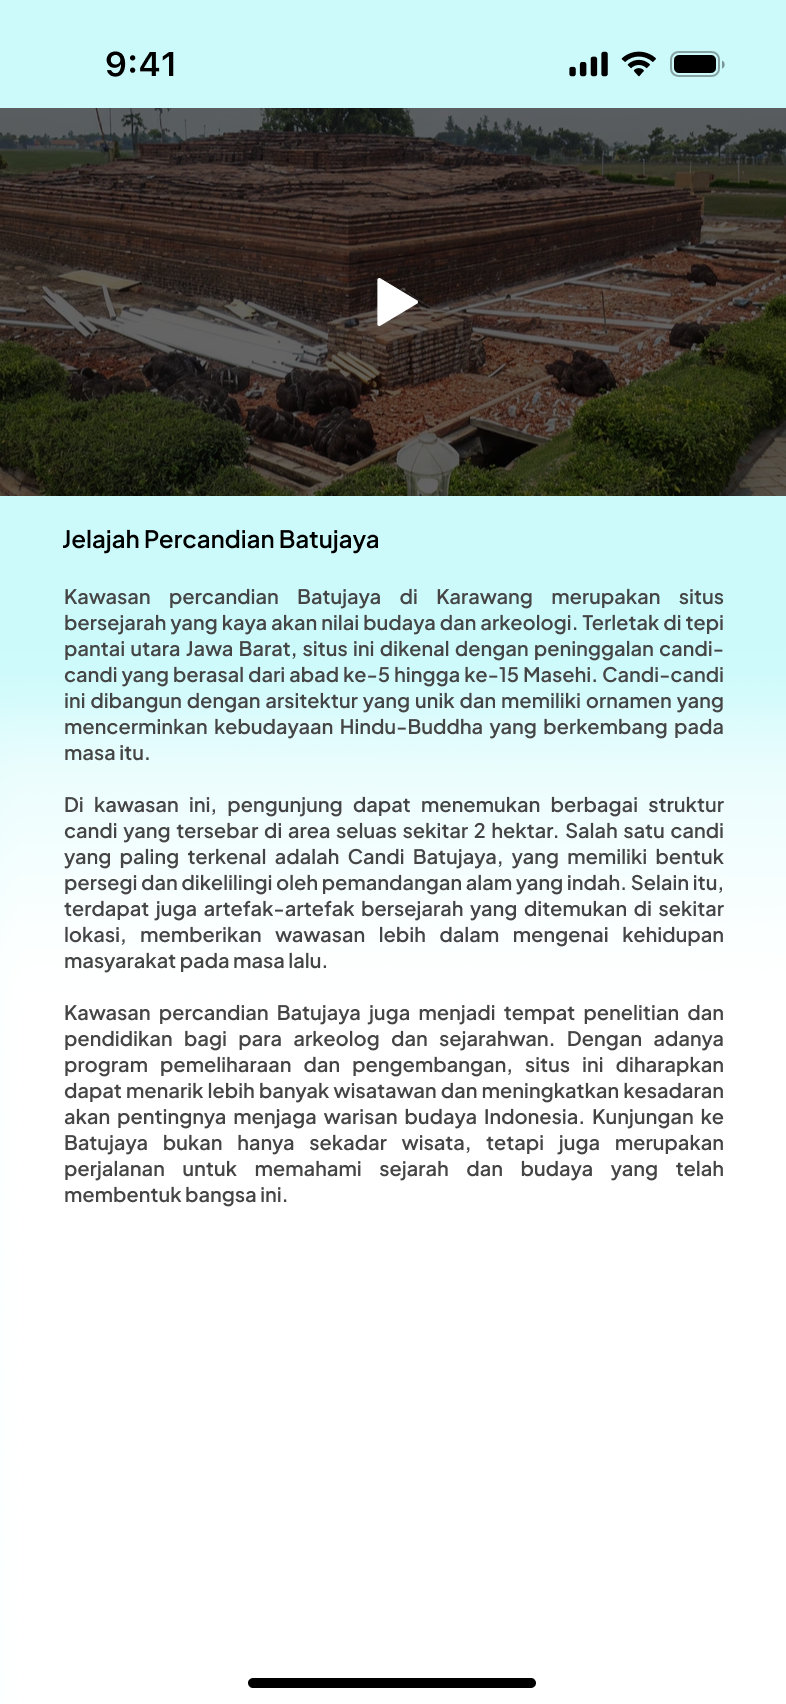 9:41
Jelajah Percandian Batujaya
Kawasan percandian Batujaya di Karawang merupakan situs
bersejarah yang kaya akan nilai budaya dan arkeologi. Terletak di tepi
pantai utara Jawa Barat, situs ini dikenal dengan peninggalan candi-
candi yang berasal dari abad ke-5 hingga ke-15 Masehi. Candi-candi
ini dibangun dengan arsitektur yang unik dan memiliki ornamen yang
mencerminkan kebudayaan Hindu-Buddha yang berkembang pada
masa itu.
Di kawasan ini, pengunjung dapat menemukan berbagai struktur
candi yang tersebar di area seluas sekitar 2 hektar. Salah satu candi
yang paling terkenal adalah Candi Batujaya, yang memiliki bentuk
persegi dan dikelilingi oleh pemandangan alam yang indah. Selain itu,
terdapat juga artefak-artefak bersejarah yang ditemukan di sekitar
lokasi, memberikan wawasan lebih dalam mengenai kehidupan
masyarakat pada masa lalu.
Kawasan percandian Batujaya juga menjadi tempat penelitian dan
pendidikan bagi para arkeolog dan sejarahwan. Dengan adanya
program pemeliharaan dan pengembangan, situs ini diharapkan
dapat menarik lebih banyak wisatawan dan meningkatkan kesadaran
akan pentingnya menjaga warisan budaya Indonesia. Kunjungan ke
Batujaya bukan hanya sekadar wisata, tetapi juga merupakan
perjalanan untuk memahami sejarah dan budaya yang telah
membentuk bangsa ini.